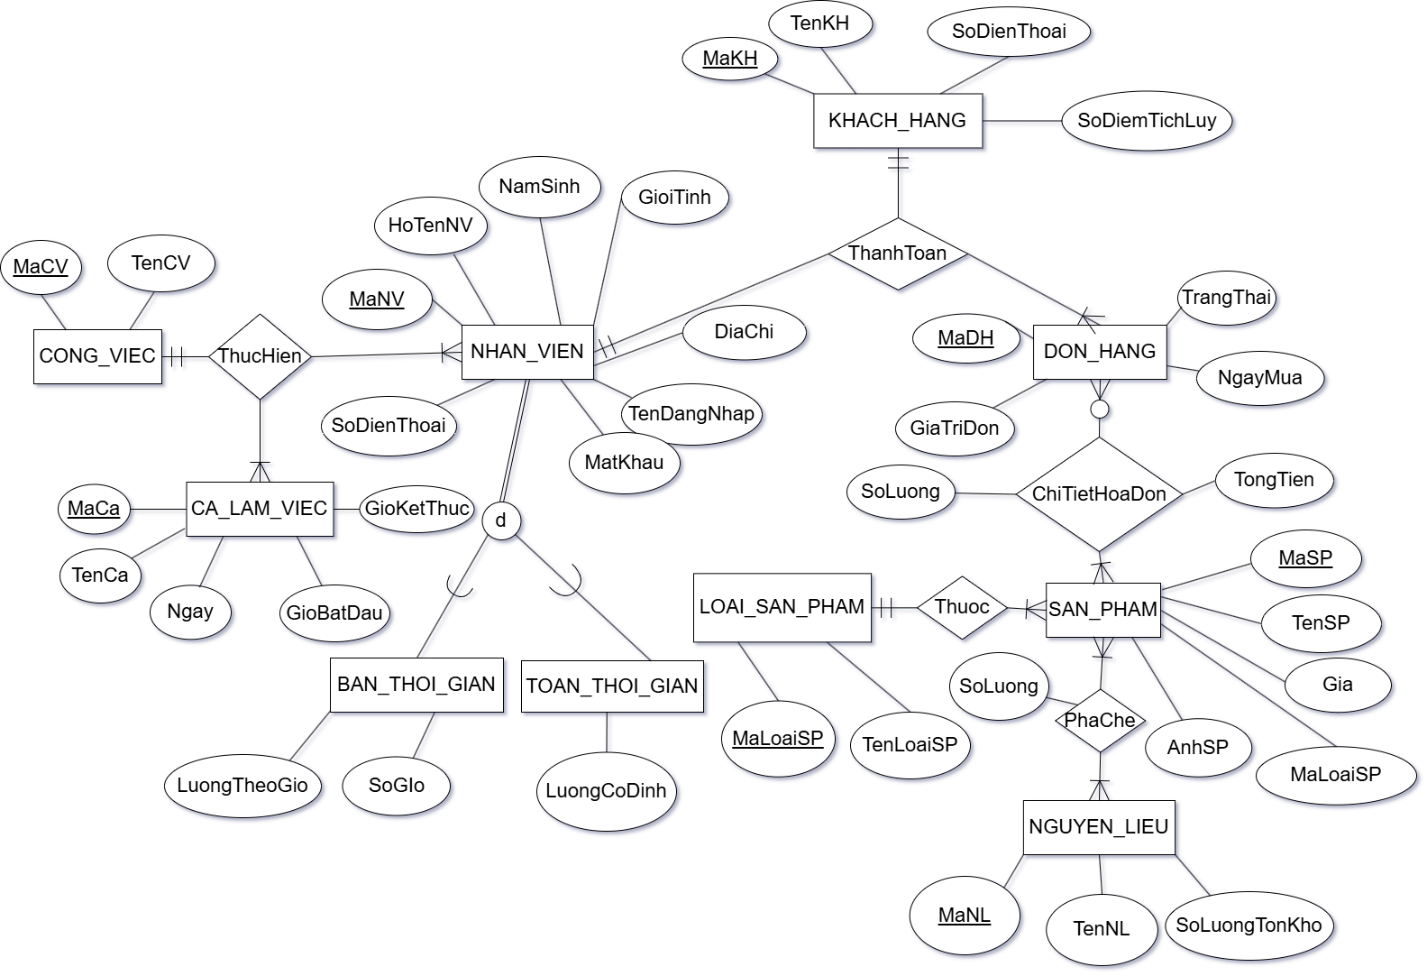 TenKH
SoDienThoai
MaKH
KHACH_HANG
SoDiemTichLuy
NamSinh
GioiTinh
HoTenNV
ThanhToan
MaCV
TenCV
MaNV
TrangThai
DiaChi
MaDH
CONG_VIEC
ThucHien
NHAN_VIEN
DON_HANG
NgayMua
SoDienThoai
TenDangNhap
GiaTriDon
MatKhau
TongTien
SoLuong
ChiTietHoaDon
MaCa
CA_LAM_VIEC
GioKetThuc
d
MaSP
TenCa
Ngay
GioBatDau
LOAI_SAN_PHAM
Thuoc
SAN_PHAM
TenSP
BAN_THOI_GIAN
TOAN_THOI_GIAN
SoLuong
Gia
PhaChe
MaLoaiSP
TenLoaiSP
AnhSP
MaLoaiSP
LuongTheoGio
SoGIo
LuongCoDinh
NGUYEN_LIEU
MaNL
TenNL
SoLuongTonKho